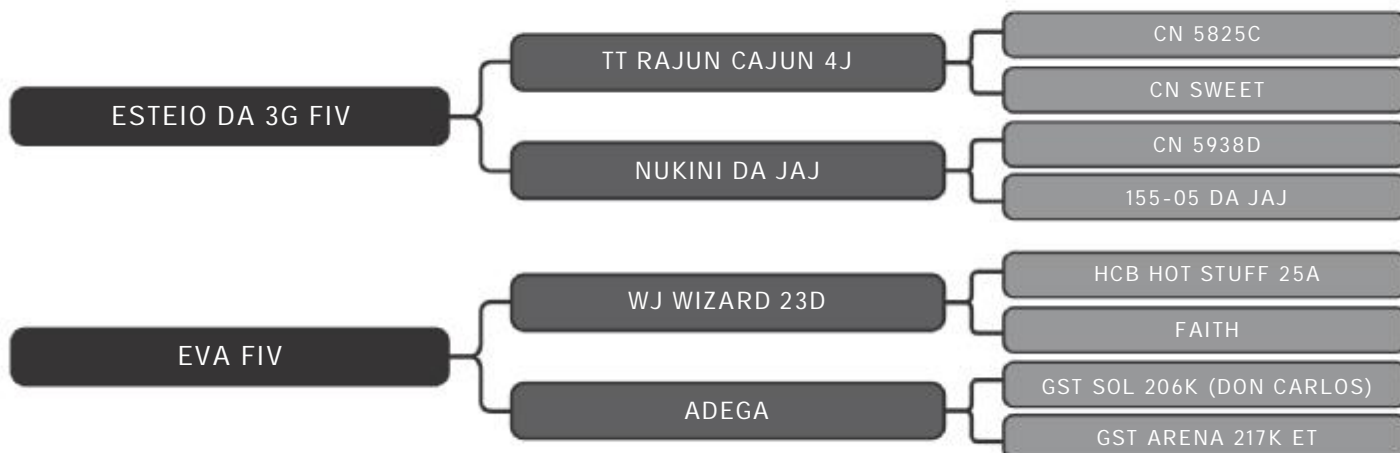 ESTEIO DA 3G FIV
TT RAJUN CAJUN 4J
CN 5825C
CN SWEET
NUKINI DA JAJ
CN 5938D
155-05 DA JAJ
EVA FIV
WJ WIZARD 23D
HCB HOT STUFF 25A
FAITH
ADEGA
GST SOL 206K (DON CARLOS)
GST ARENA 217K ET